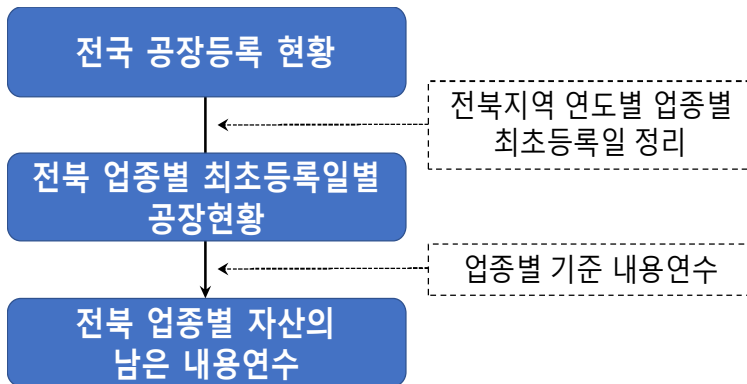 전국 공장등록 현황
전북지역 연도별 업종별
최초등록일 정리
전북 업종별 최초등록일별
공장현황
업종별 기준 내용연수
전북 업종별 자산의
남은 내용연수